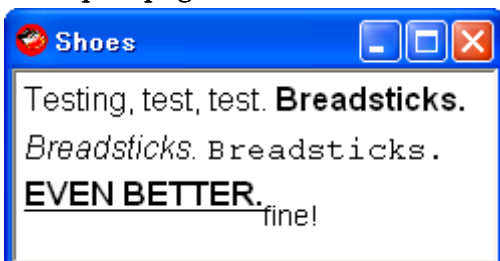 Shoes
Testing, test, test. Breadsticks.
Breadsticks. Breadsticks.
EVEN BETTER. fine!